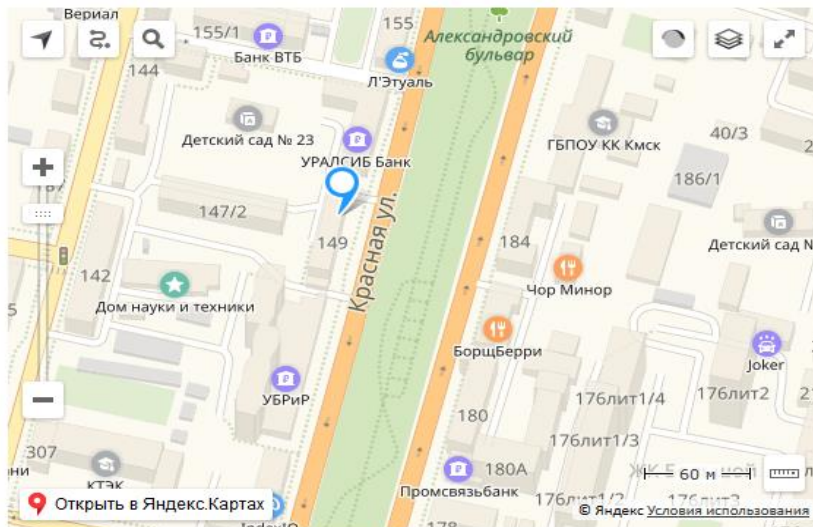 Вериал
155/1
Банк ВТБ
155
Александровский
бульвар
Л'Этуаль
144
Детский сад № 23
УРАЛСИБ Банк
ГБПОУ КК Кмск
40/3
186/1
147/2
149
Красная ул.
184
Детский сад №
142
Дом науки и техники
Чор Минор
БорщБерри
Joker
УБРиР
180
176лит1/4
176лит2
176лит1/3
307
КТЭК
180А
60 м
Промсвязьбанк
176лит1/2
Открыть в Яндекс.Картах
© Яндекс Условия использования